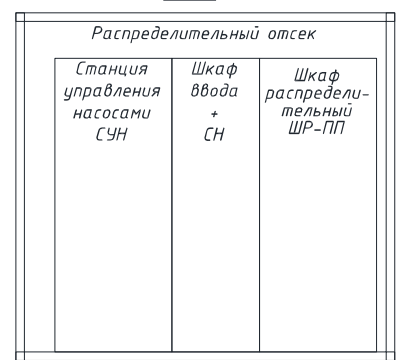 Распределительный отсек
Станция
управления
насосами
СУН
Шкаф
ввода
+
СН
Шкаф
распредели-
тельный
ШР-ПП